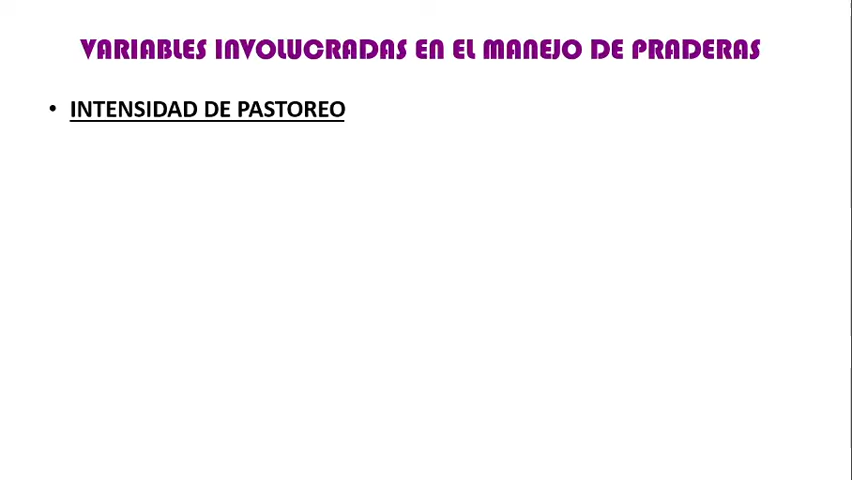 VARIABLES INVOLUCRADAS EN EL MANEJO DE PRADERAS
• INTENSIDAD DE PASTOREO